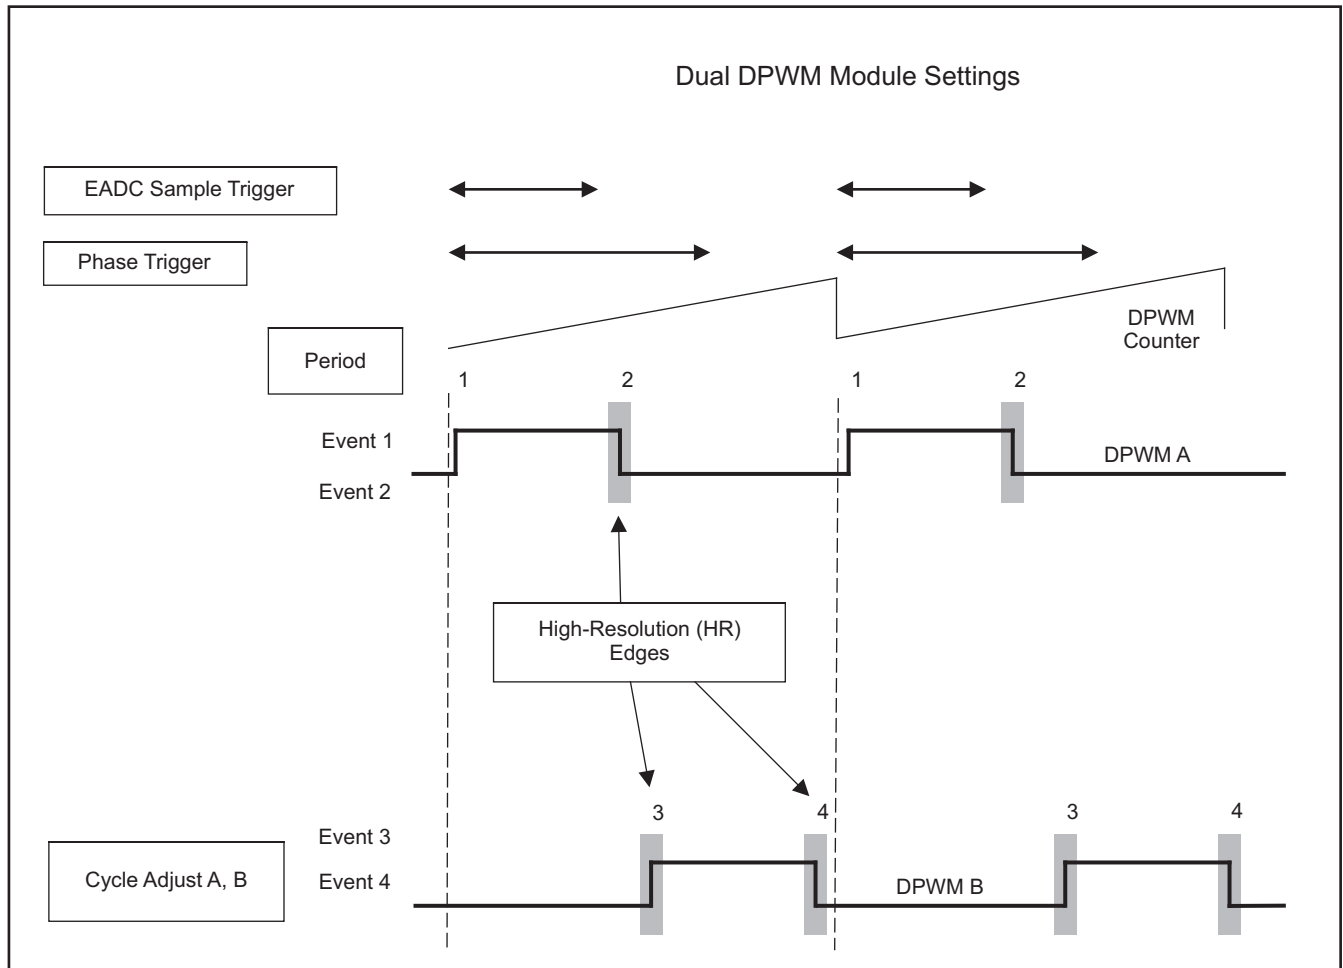 Dual DPWM Module Settings
EADC Sample Trigger
Phase Trigger
DPWM
Counter
Period
1
2
1
2
Event 1
DPWM A
Event 2
High-Resolution (HR)
Edges
3
4
3
4
Event 3
Cycle Adjust A, B
Event 4
DPWM B